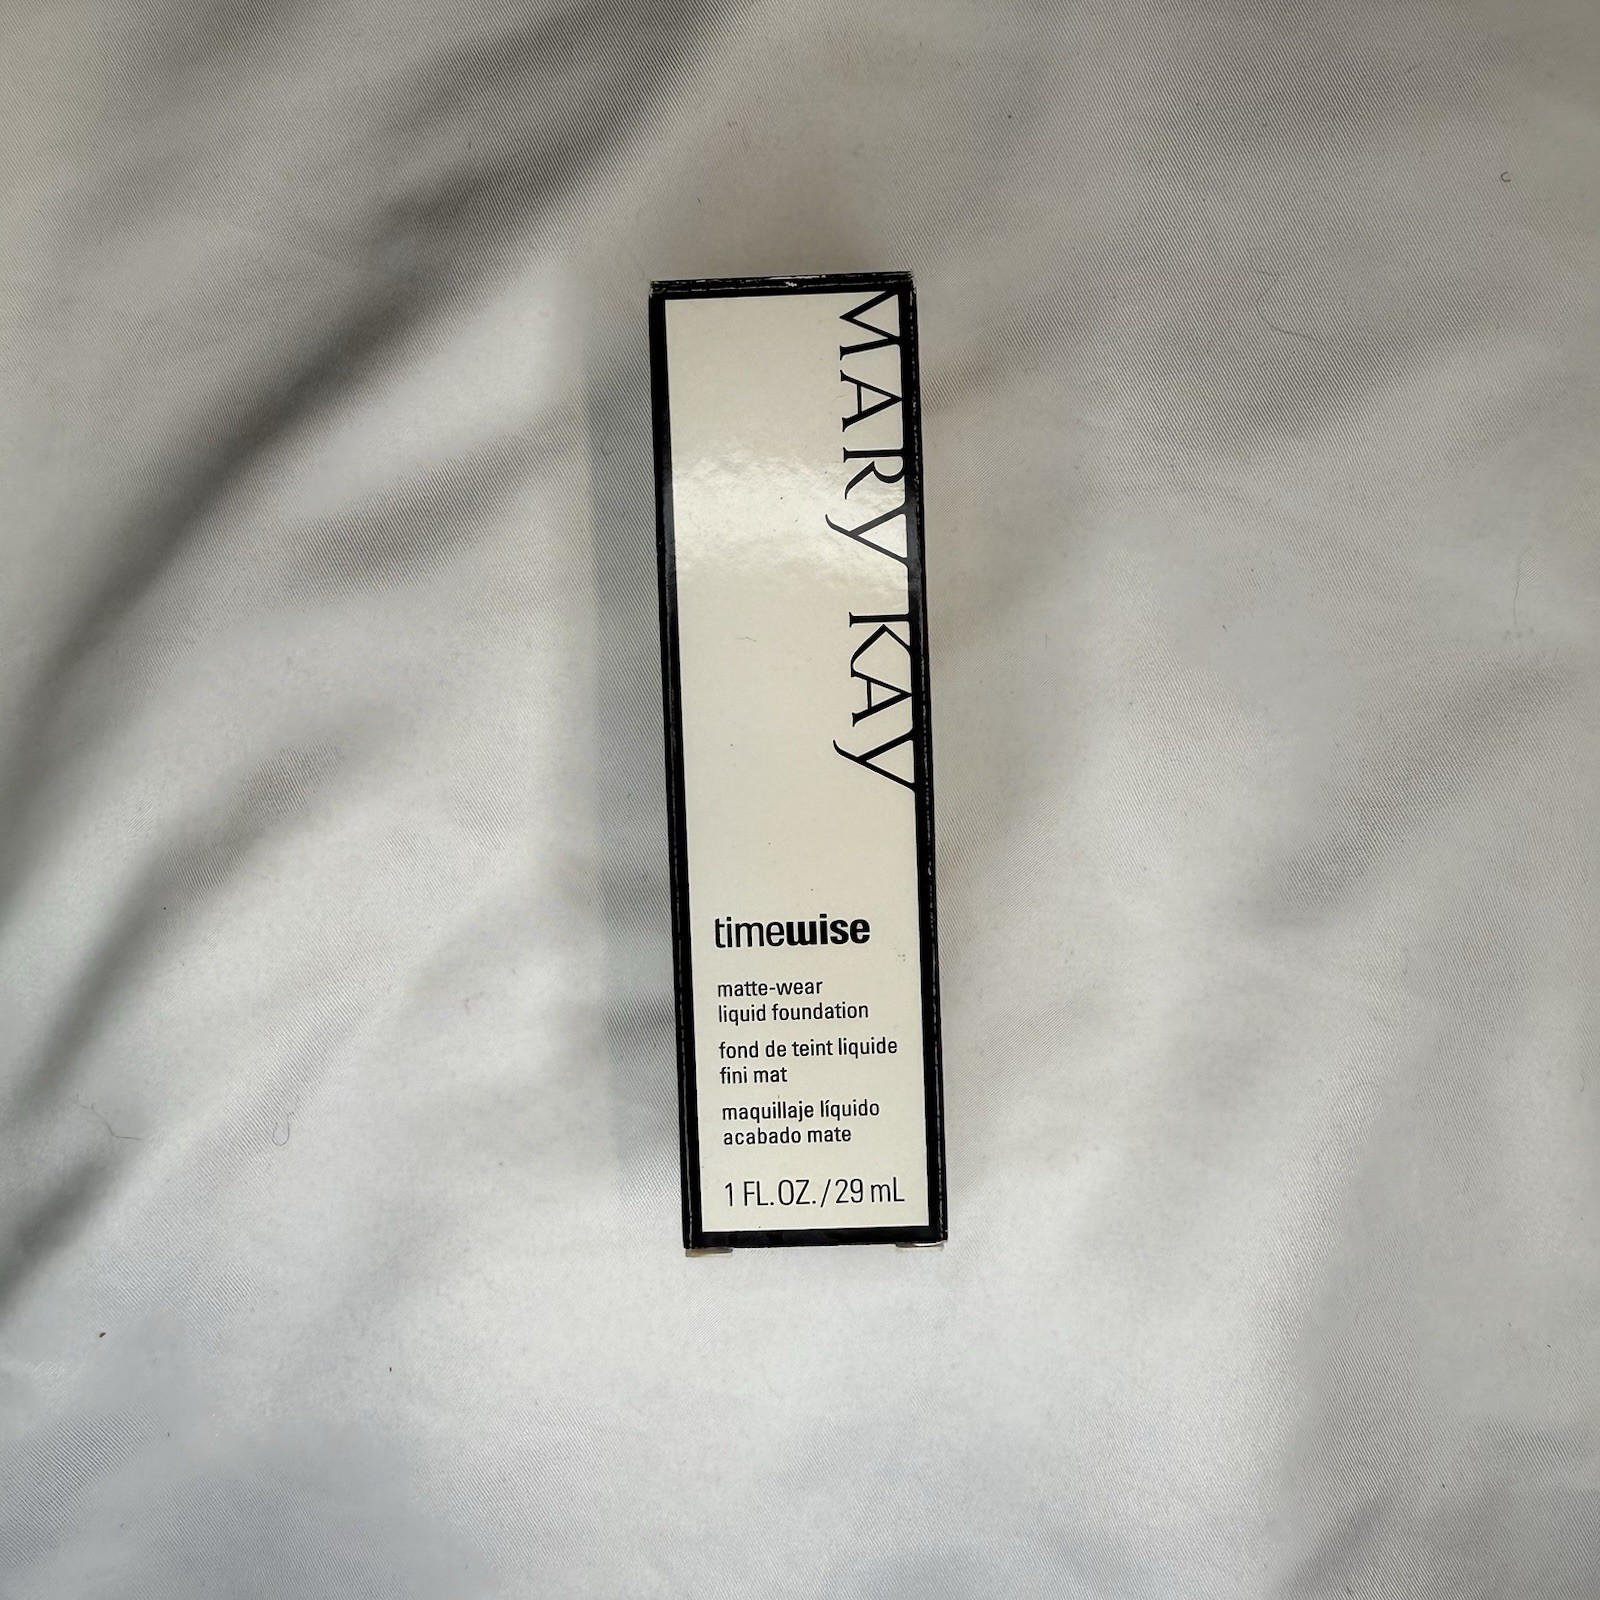 MARY KAY
timewise
matte-wear
liquid foundation
fond de teint liquide
fini mat
maquillaje líquido
acabado mate
1 FL.OZ./29 mL